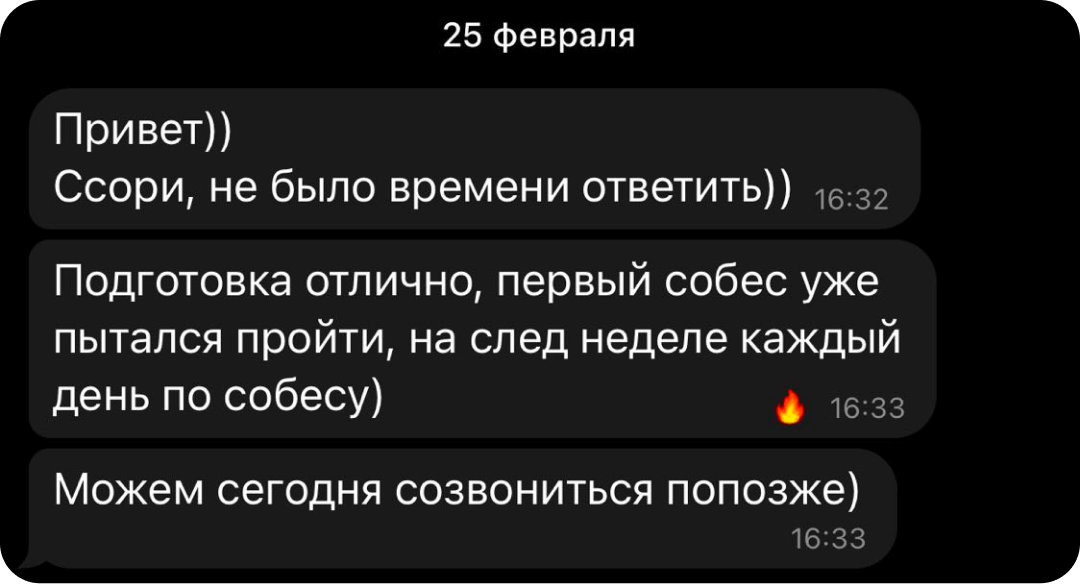 25 февраля
Привет))
Ссори, не было времени ответить)) 16:32
Подготовка отлично, первый собес уже
пытался пройти, на след неделе каждый
день по собесу) 🔥 16:33
Можем сегодня созвониться попозже)
16:33